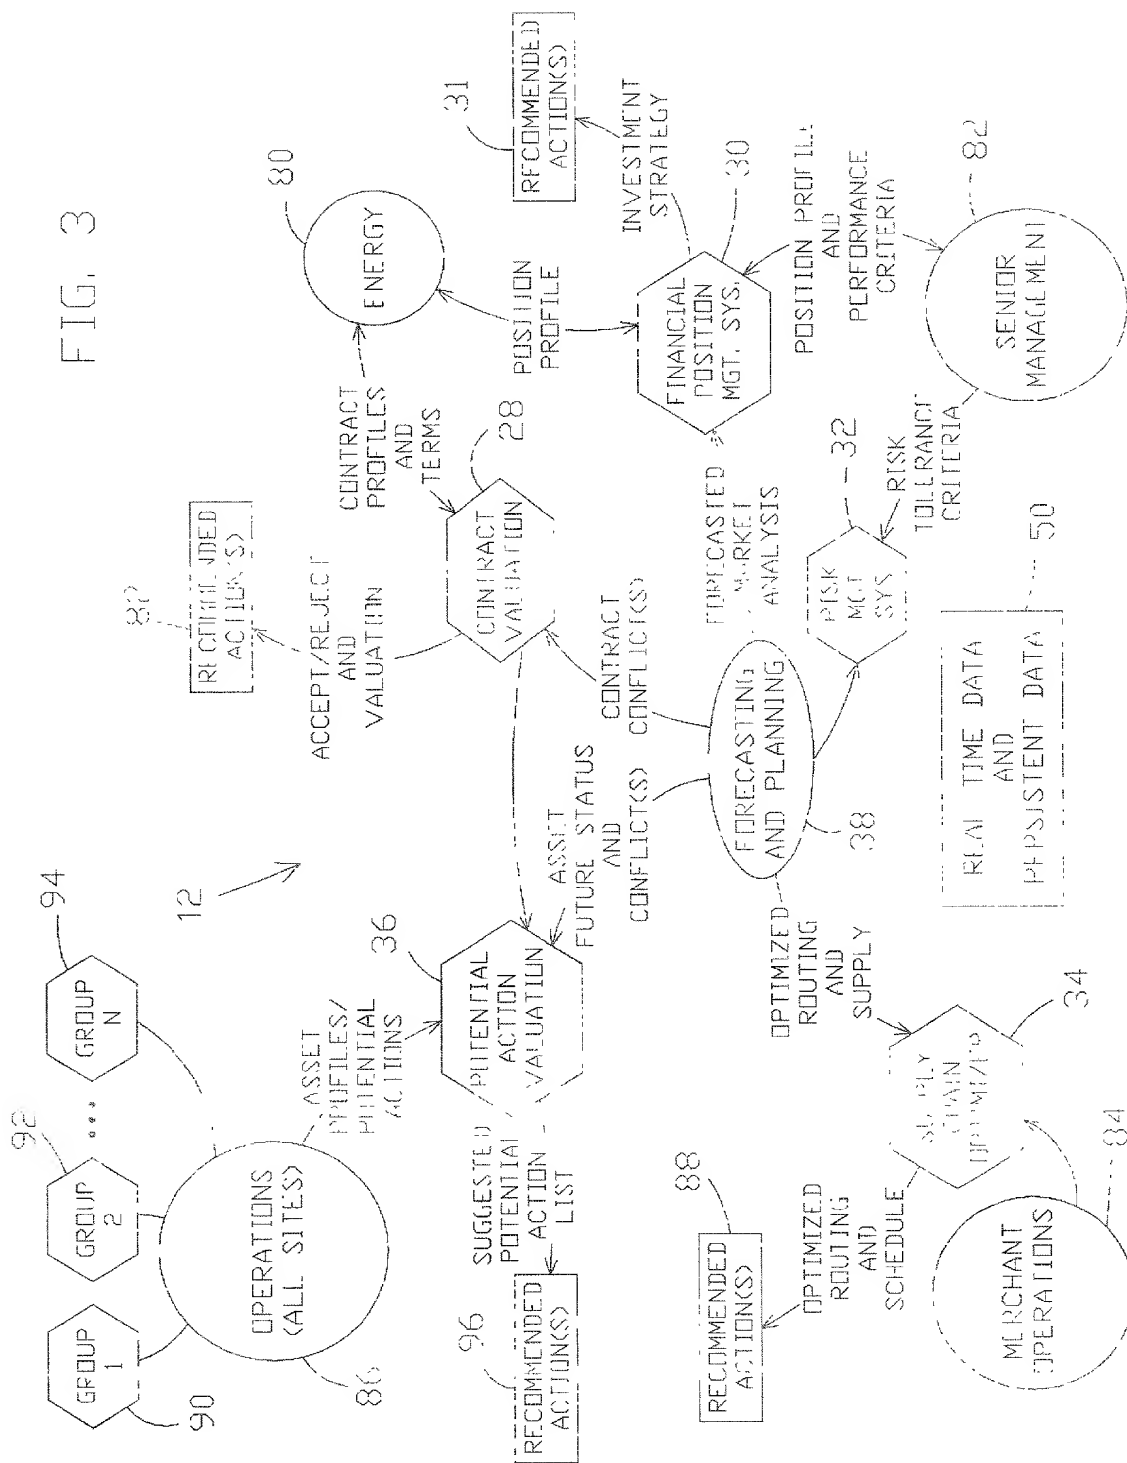 FIG. 3
94
GROUP
N
92
GROUP
2
...
GROUP
1
90
OPERATIONS
(ALL SITES)
86
12
ASSET
PROFILES/
POTENTIAL
ACTIONS
36
POTENTIAL
ACTION
VALUATION
SUGGESTED
POTENTIAL
ACTION
LIST
96
RECOMMENDED
ACTION(S)
RECOMMENDED
ACTION(S)
ACCEPT/REJECT
AND
VALUATION
CONTRACT
PROFILES
AND
TERMS
28
CONTRACT
VALUATION
80
ENERGY
POSITION
PROFILE
31
RECOMMENDED
ACTION(S)
INVESTMENT
STRATEGY
30
FINANCIAL
POSITION
MGT. SYS.
POSITION PROFILE
AND
PERFORMANCE
CRITERIA
82
SENIOR
MANAGEMENT
RISK
TOLERANCE
CRITERIA
32
RISK
MGT
SYS
FORECASTED
MARKET
ANALYSIS
CONTRACT
CONFLICT(S)
ASSET
FUTURE STATUS
AND
CONFLICT(S)
FORECASTING
AND PLANNING
38
OPTIMIZED
ROUTING
AND
SUPPLY
34
SUPPLY
CHAIN
OPTIMIZER
88
RECOMMENDED
ACTION(S)
OPTIMIZED
ROUTING
AND
SCHEDULE
MERCHANT
OPERATIONS
84
50
REAL TIME DATA
AND
PERSISTENT DATA